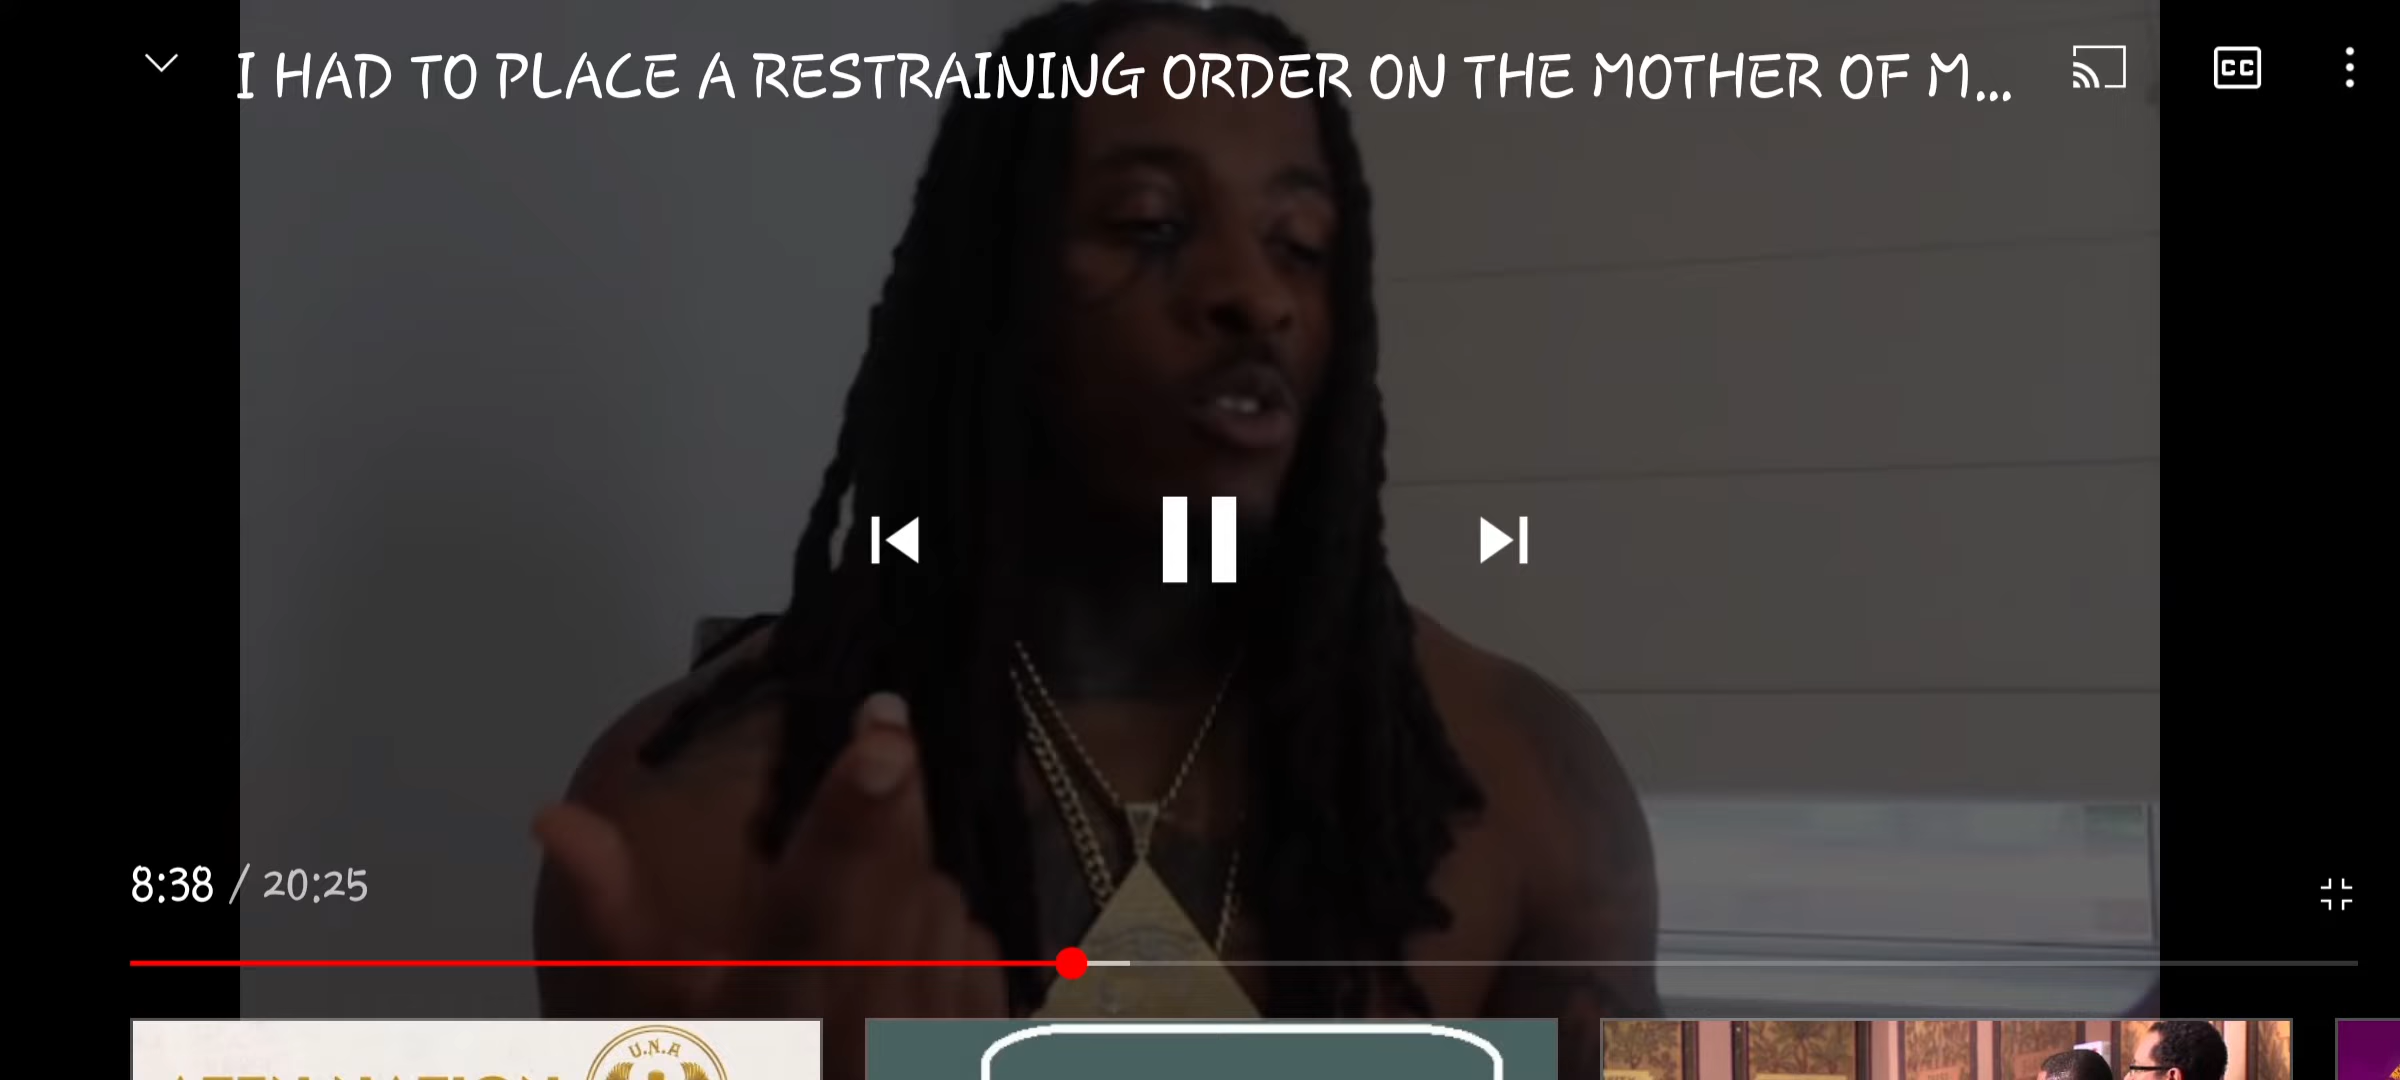 I HAD TO PLACE A RESTRAINING ORDER ON THE MOTHER OF M...
CC
8:38 / 20:25
U.N.A